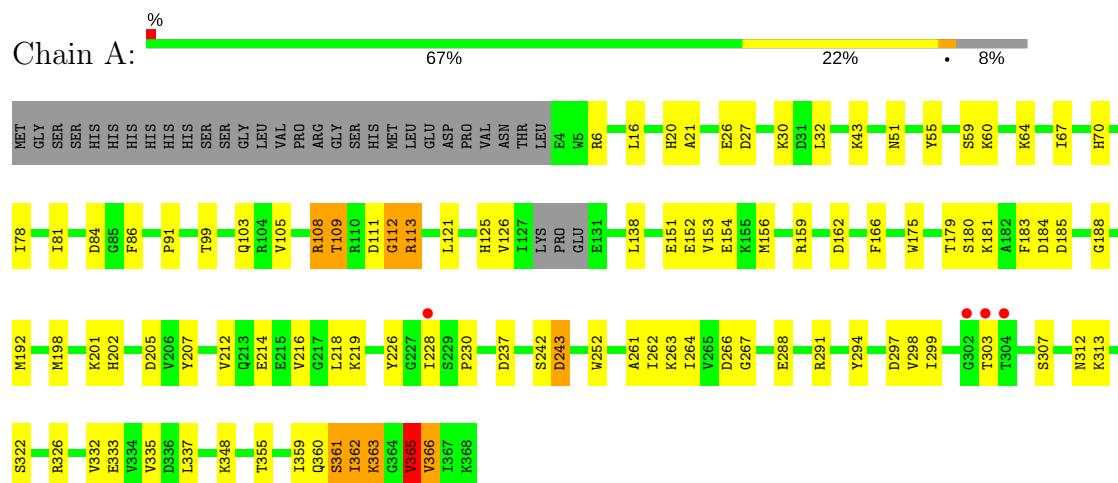 %
Chain A:
67% 22% • 8%
MET GLY SER SER HIS HIS HIS HIS HIS HIS SER SER GLY LEU VAL PRO ARG GLY SER HIS MET LEU GLU ASP PRO VAL ASN THR LEU E4 W5 R6 L16 H20 A21 E26 D27 K30 D31 L32 K43 N51 Y55 S59 K60 K64 I67 H70
I78 I81 D84 G85 F86 P91 T99 Q103 R104 V105 R108 T109 R110 D111 G112 R113 L121 H125 V126 I127 LYS PRO GLU E131 L138 E151 E152 V153 E154 K155 M156 R159 D162 F166 W175 T179 S180 K181 A182 F183 D184 D185 G188
M192 M198 K201 H202 D205 V206 Y207 V212 Q213 E214 E215 V216 G217 L218 K219 Y226 G227 I228 S229 P230 D237 S242 D243 W252 A261 I262 K263 I264 V265 D266 G267 E288 R291 Y294 D297 V298 I299 G302 T303 T304 S307 N312 K313
S322 R326 V332 E333 V334 V335 D336 L337 K348 T355 I359 Q360 S361 I362 K363 G364 V365 V366 I367 K368